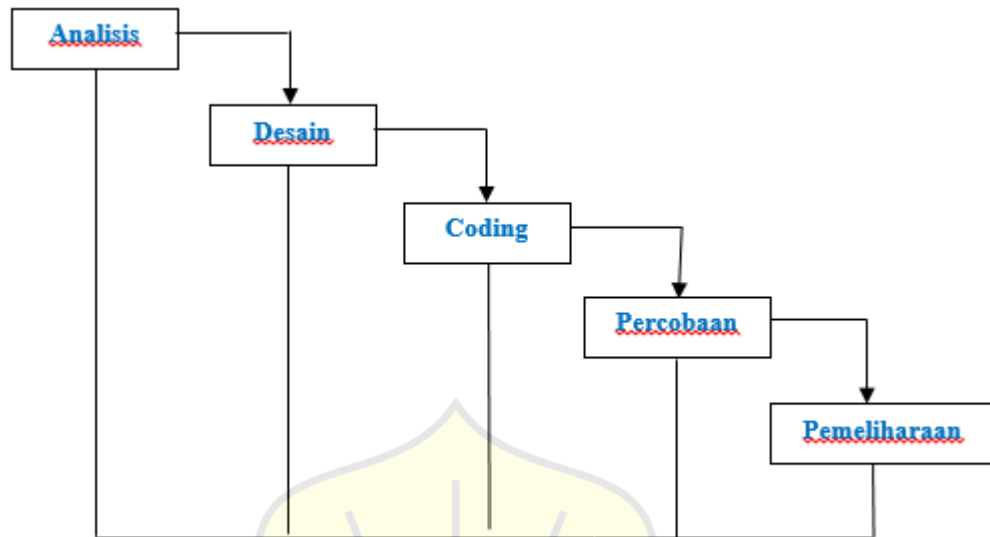 Analisis
Desain
Coding
Percobaan
Pemeliharaan